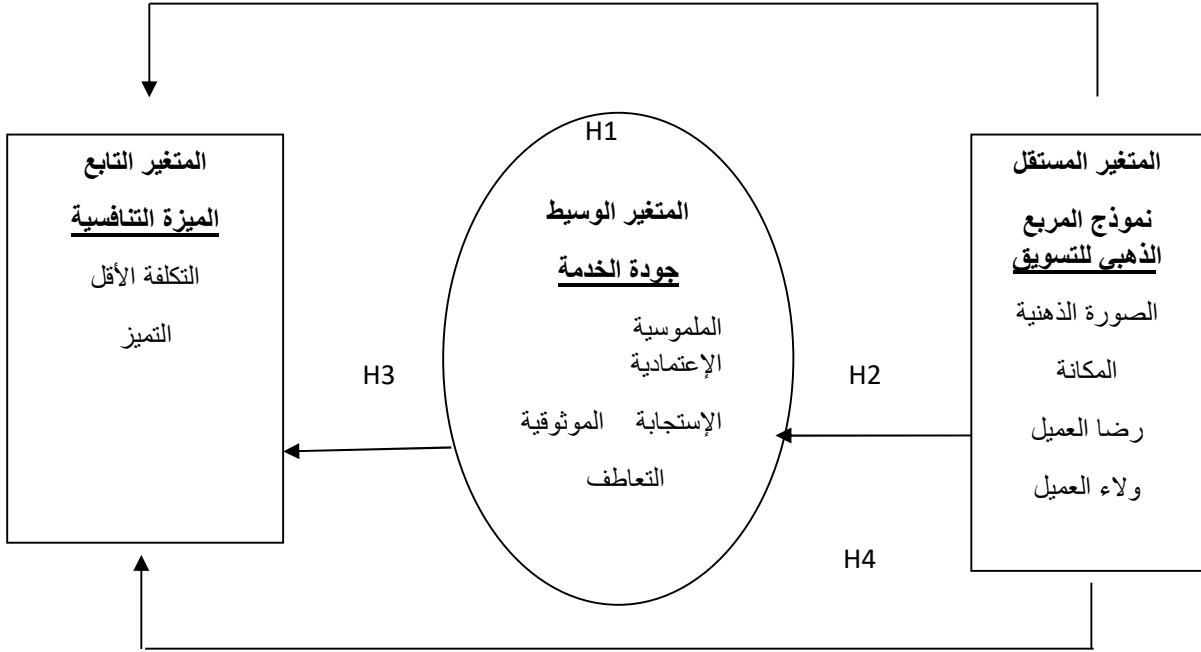 المتغير المستقل
نموذج المربع
الذهبي للتسويق
الصورة الذهنية
المكانة
رضا العميل
ولاء العميل
H2
H4
H1
المتغير الوسيط
جودة الخدمة
الملموسية
الإعتمادية
الإستجابة الموثوقية
التعاطف
H3
المتغير التابع
الميزة التنافسية
التكلفة الأقل
التميز